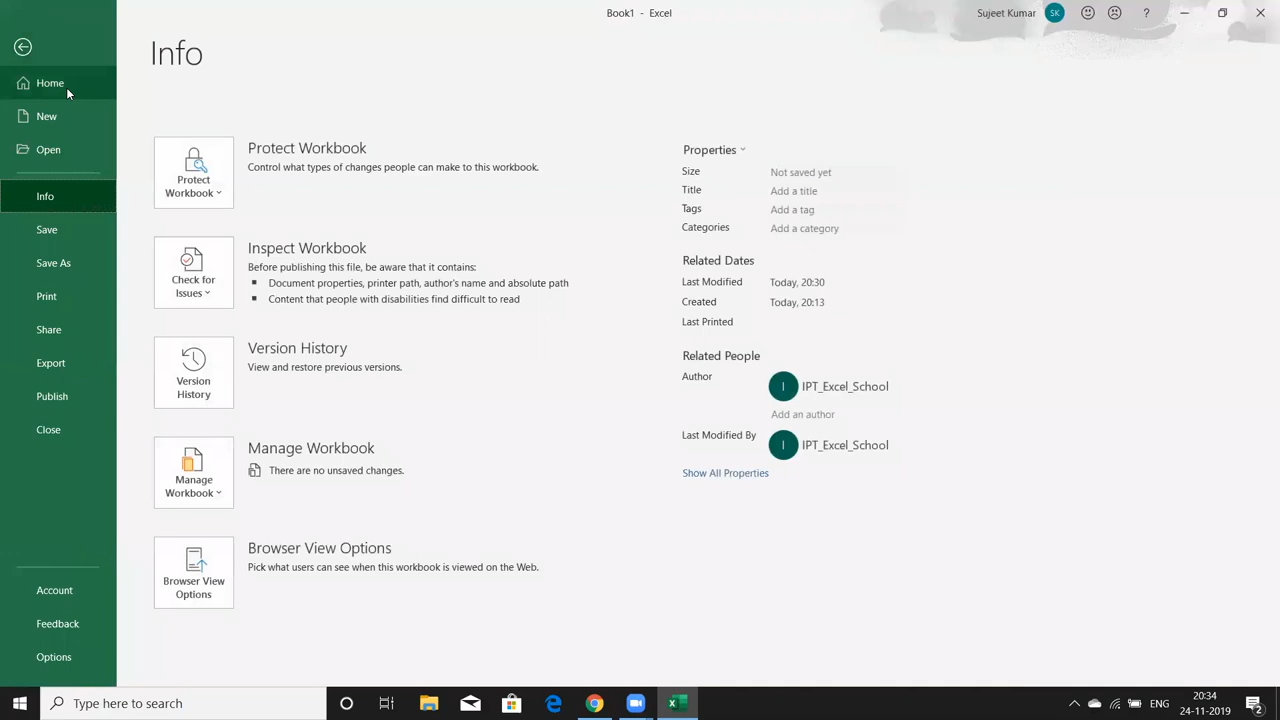 Book1 - Excel
Sujeet Kumar SK ?
Info
Home
New
Open
Info
Save
Save As
Print
Share
Export
Publish
Close
Account
Feedback
Options
Protect Workbook
Protect Workbook
Control what types of changes people can make to this workbook.
Check for Issues
Inspect Workbook
Before publishing this file, be aware that it contains:
Document properties, printer path, author's name and absolute path
Content that people with disabilities find difficult to read
Version History
Version History
View and restore previous versions.
Manage Workbook
Manage Workbook
There are no unsaved changes.
Browser View Options
Browser View Options
Pick what users can see when this workbook is viewed on the Web.
Properties
Size Not saved yet
Title Add a title
Tags Add a tag
Categories Add a category
Related Dates
Last Modified Today, 20:30
Created Today, 20:13
Last Printed
Related People
Author I IPT_Excel_School
Add an author
Last Modified By I IPT_Excel_School
Show All Properties
Type here to search
ENG
20:34
24-11-2019
2